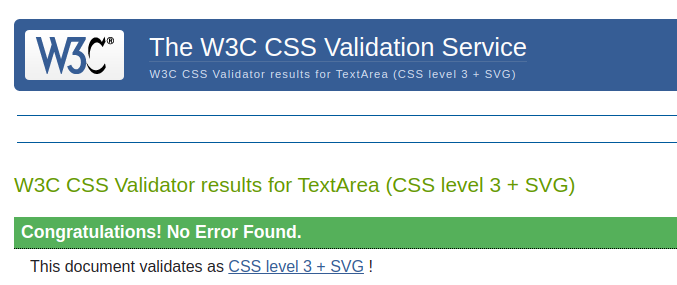 W3C®
The W3C CSS Validation Service
W3C CSS Validator results for TextArea (CSS level 3 + SVG)
W3C CSS Validator results for TextArea (CSS level 3 + SVG)
Congratulations! No Error Found.
This document validates as CSS level 3 + SVG !